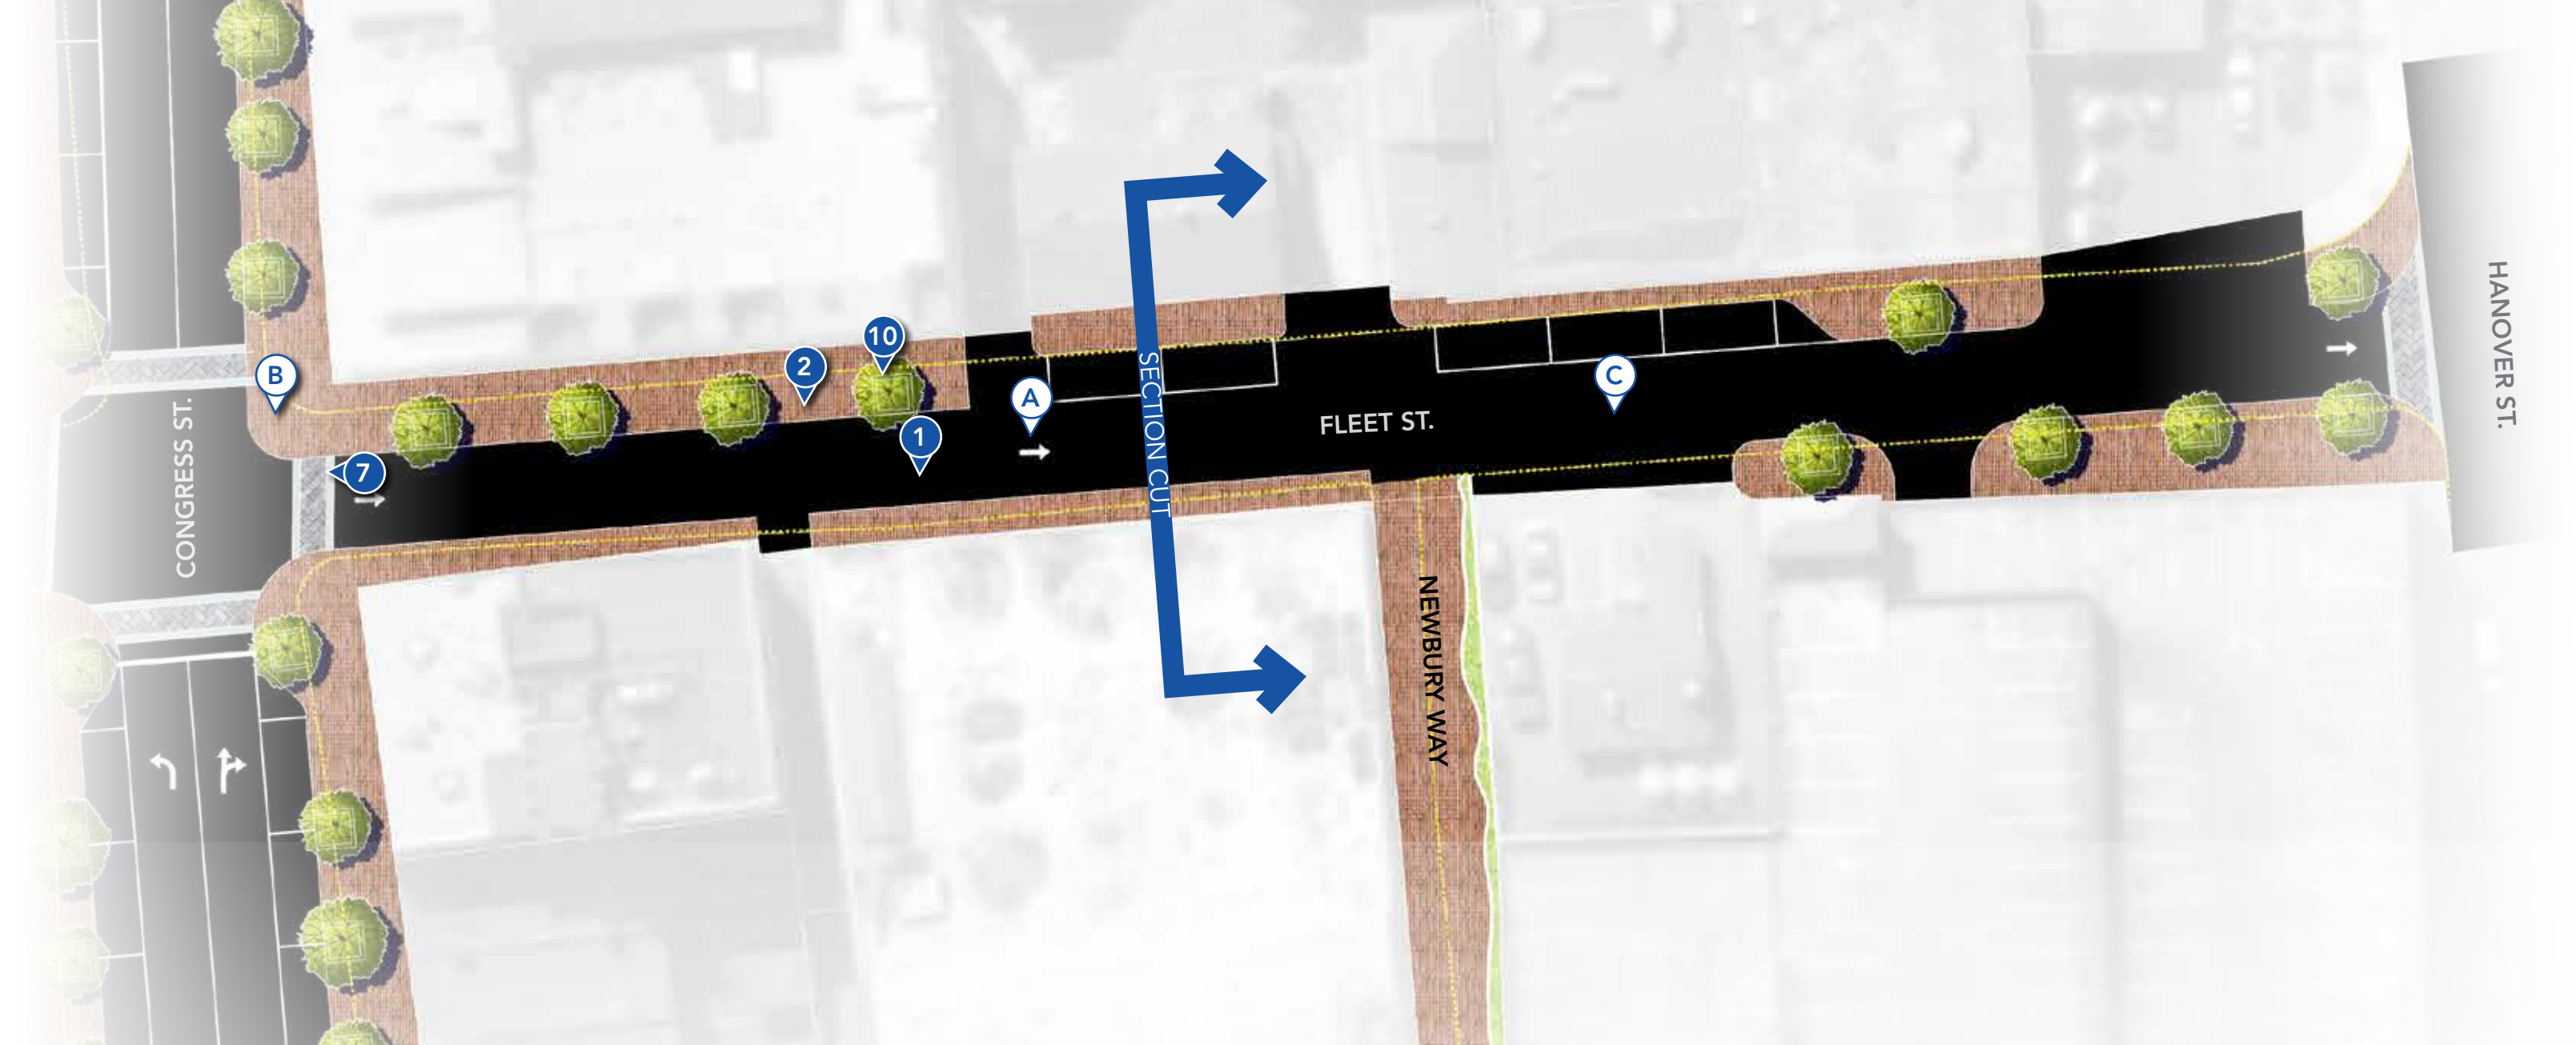 B
7
2
10
1
A
C
SECTION CUT
FLEET ST.
CONGRESS ST.
NEWBURY WAY
HANOVER ST.